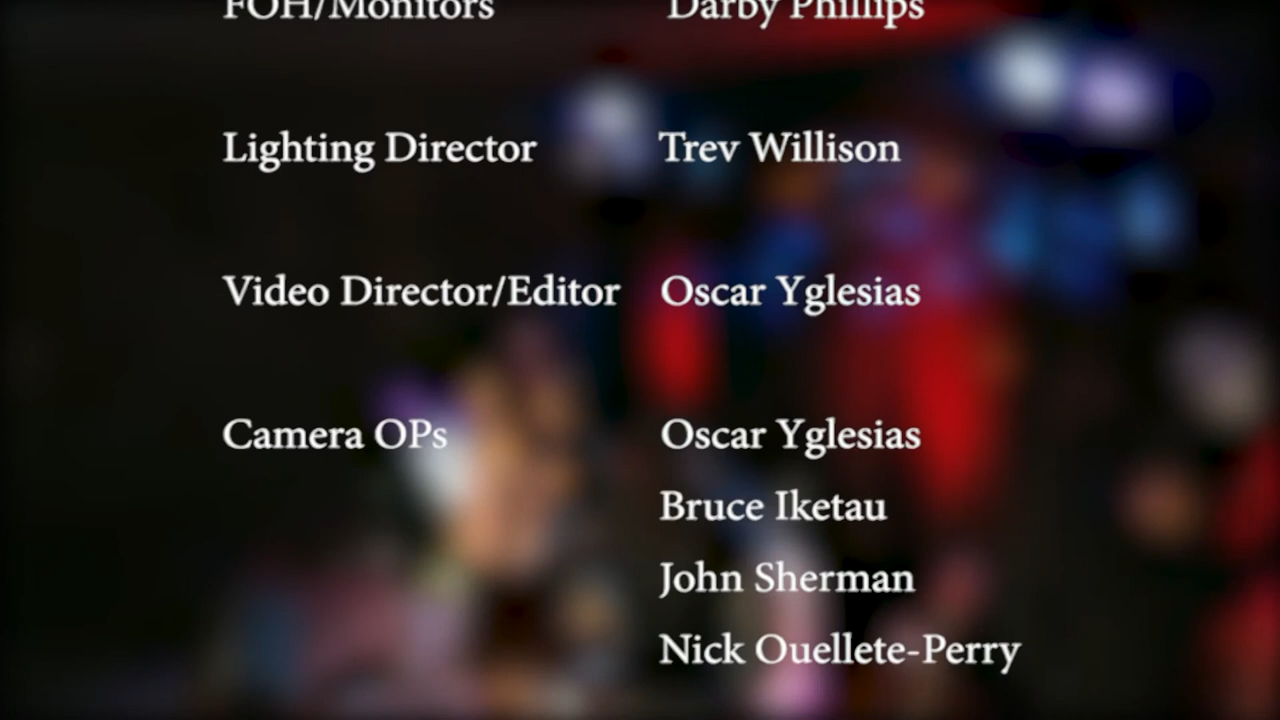 FOH/Monitors Darby Phillips
Lighting Director Trev Willison
Video Director/Editor Oscar Yglesias
Camera OPs Oscar Yglesias
Bruce Iketau
John Sherman
Nick Ouellete-Perry